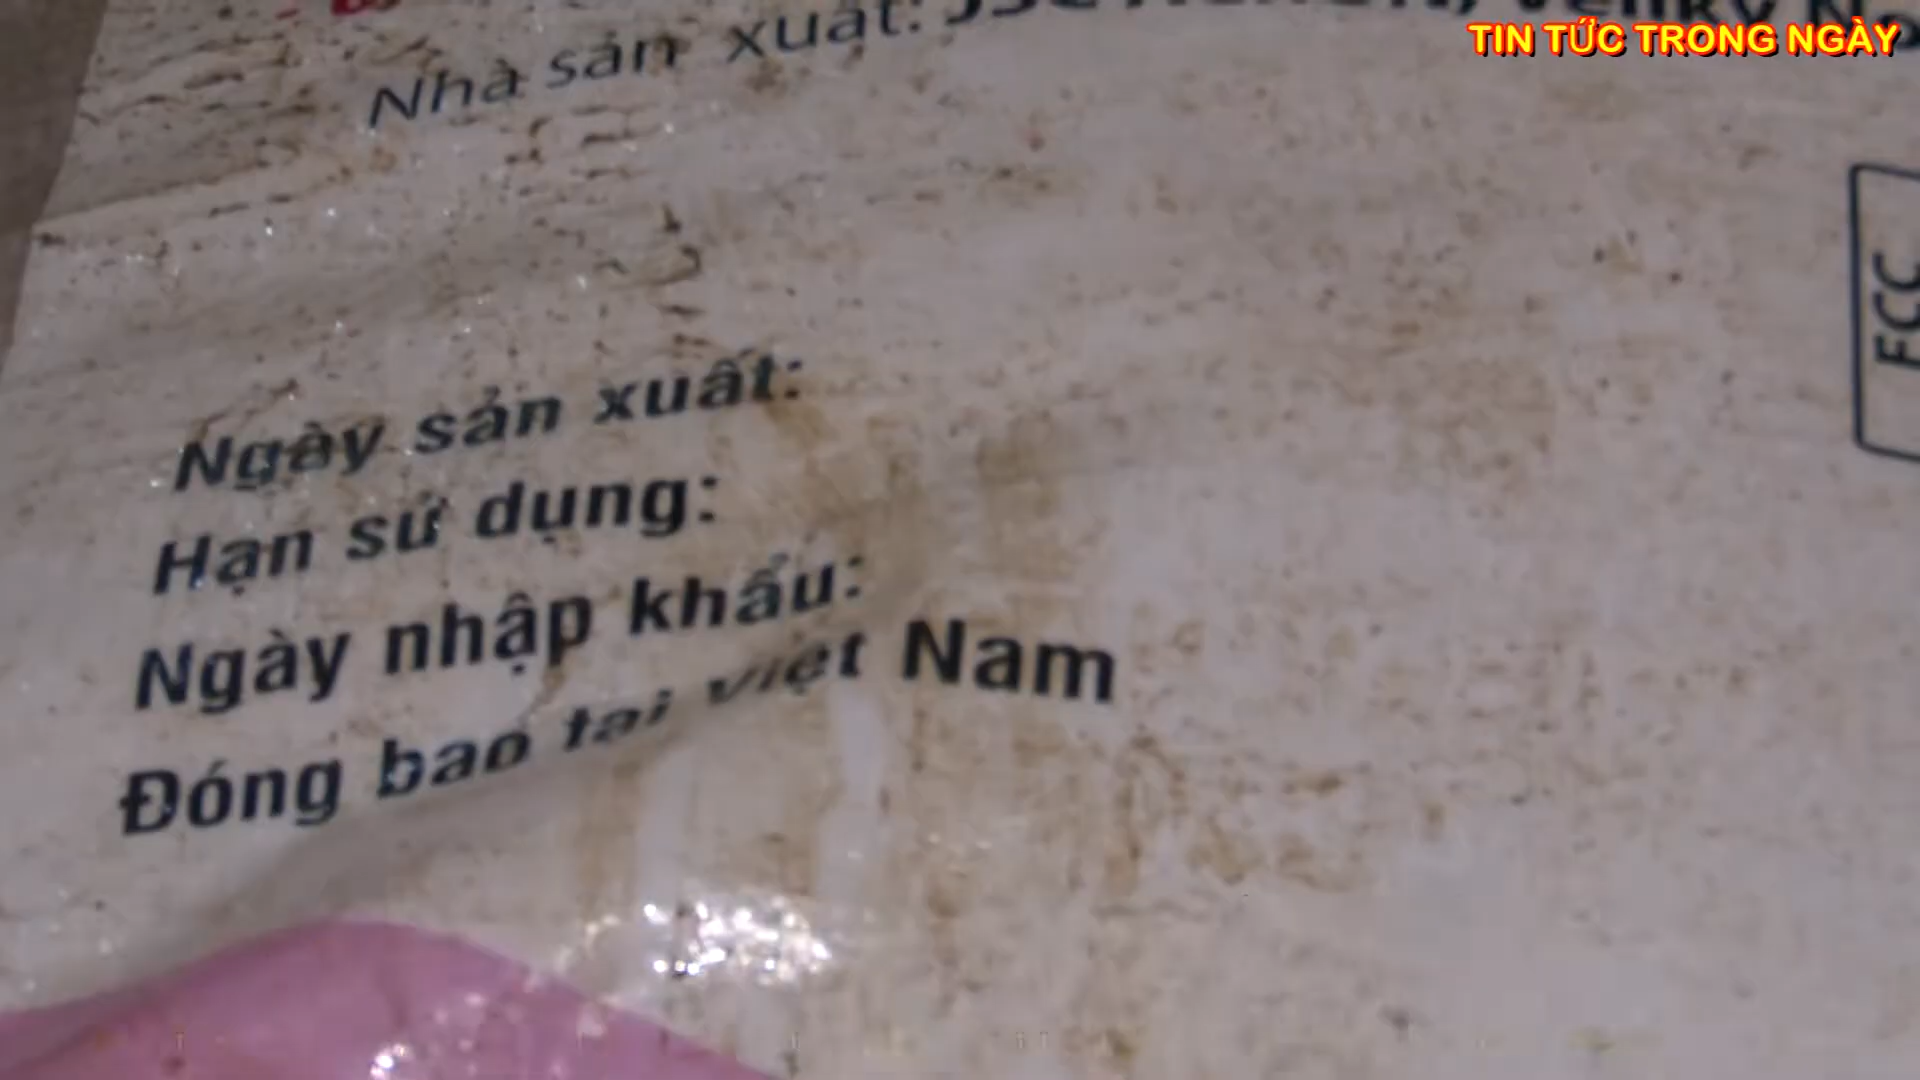 TIN TỨC TRONG NGÀY
Nhà sản xuất: JSC
Ngày sản xuất:
Hạn sử dụng:
Ngày nhập khẩu:
Đóng bao tại Việt Nam